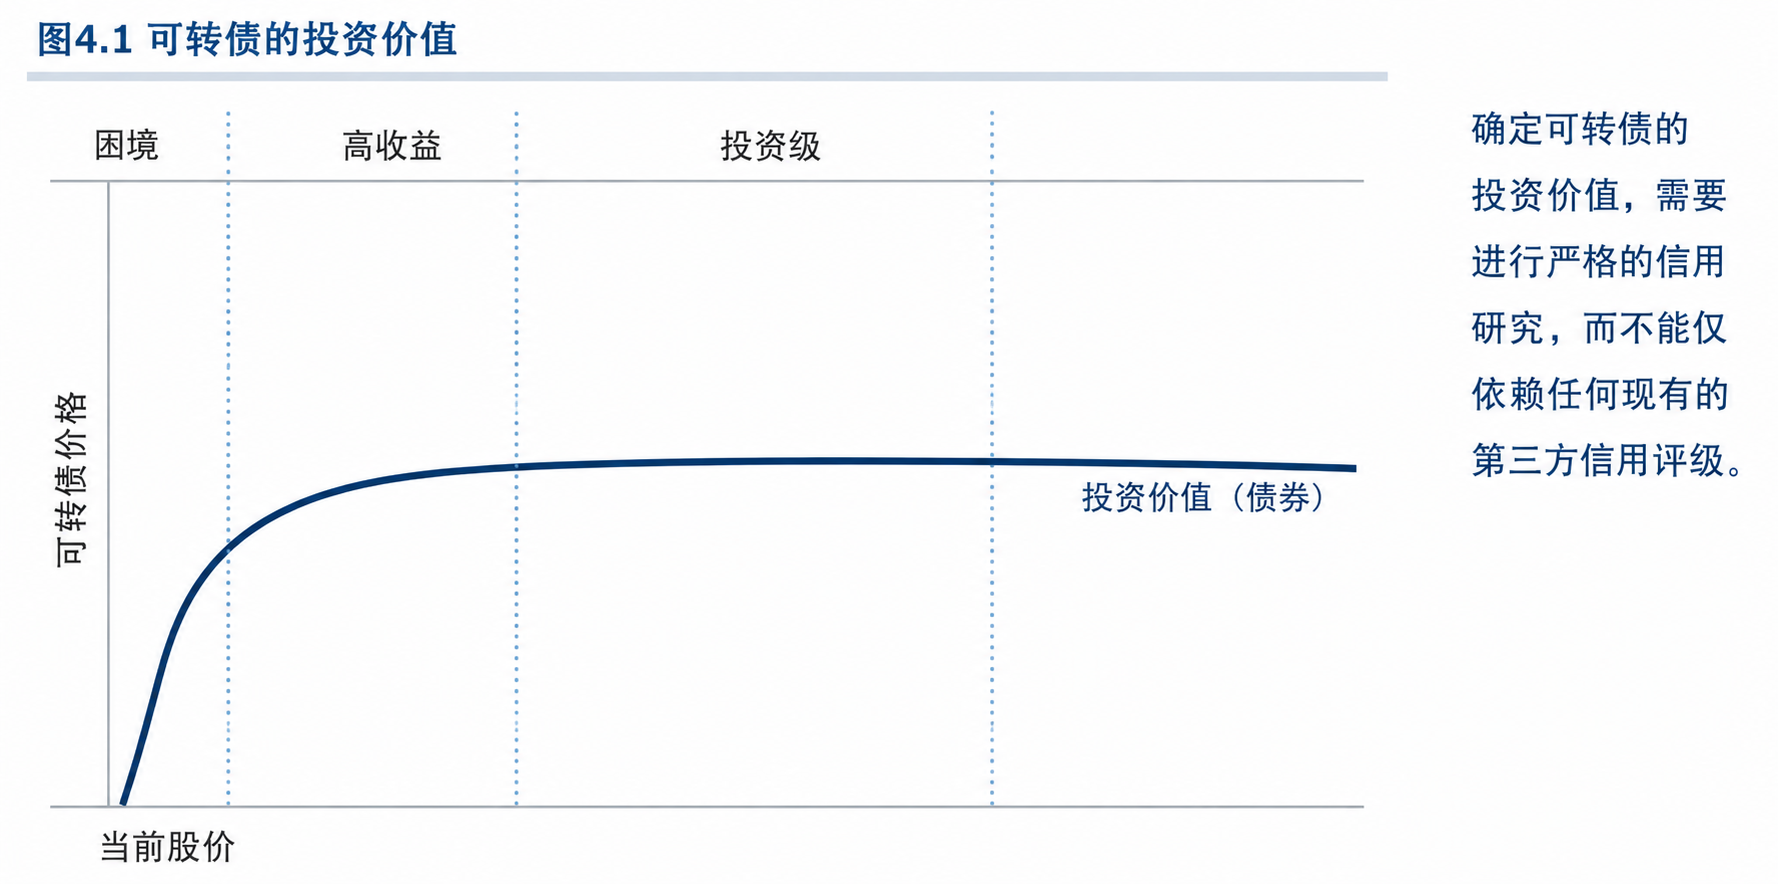 图4.1 可转债的投资价值
困境
高收益
投资级
可转债价格
投资价值（债券）
当前股价
确定可转债的
投资价值，需要
进行严格的信用
研究，而不能仅
依赖任何现有的
第三方信用评级。